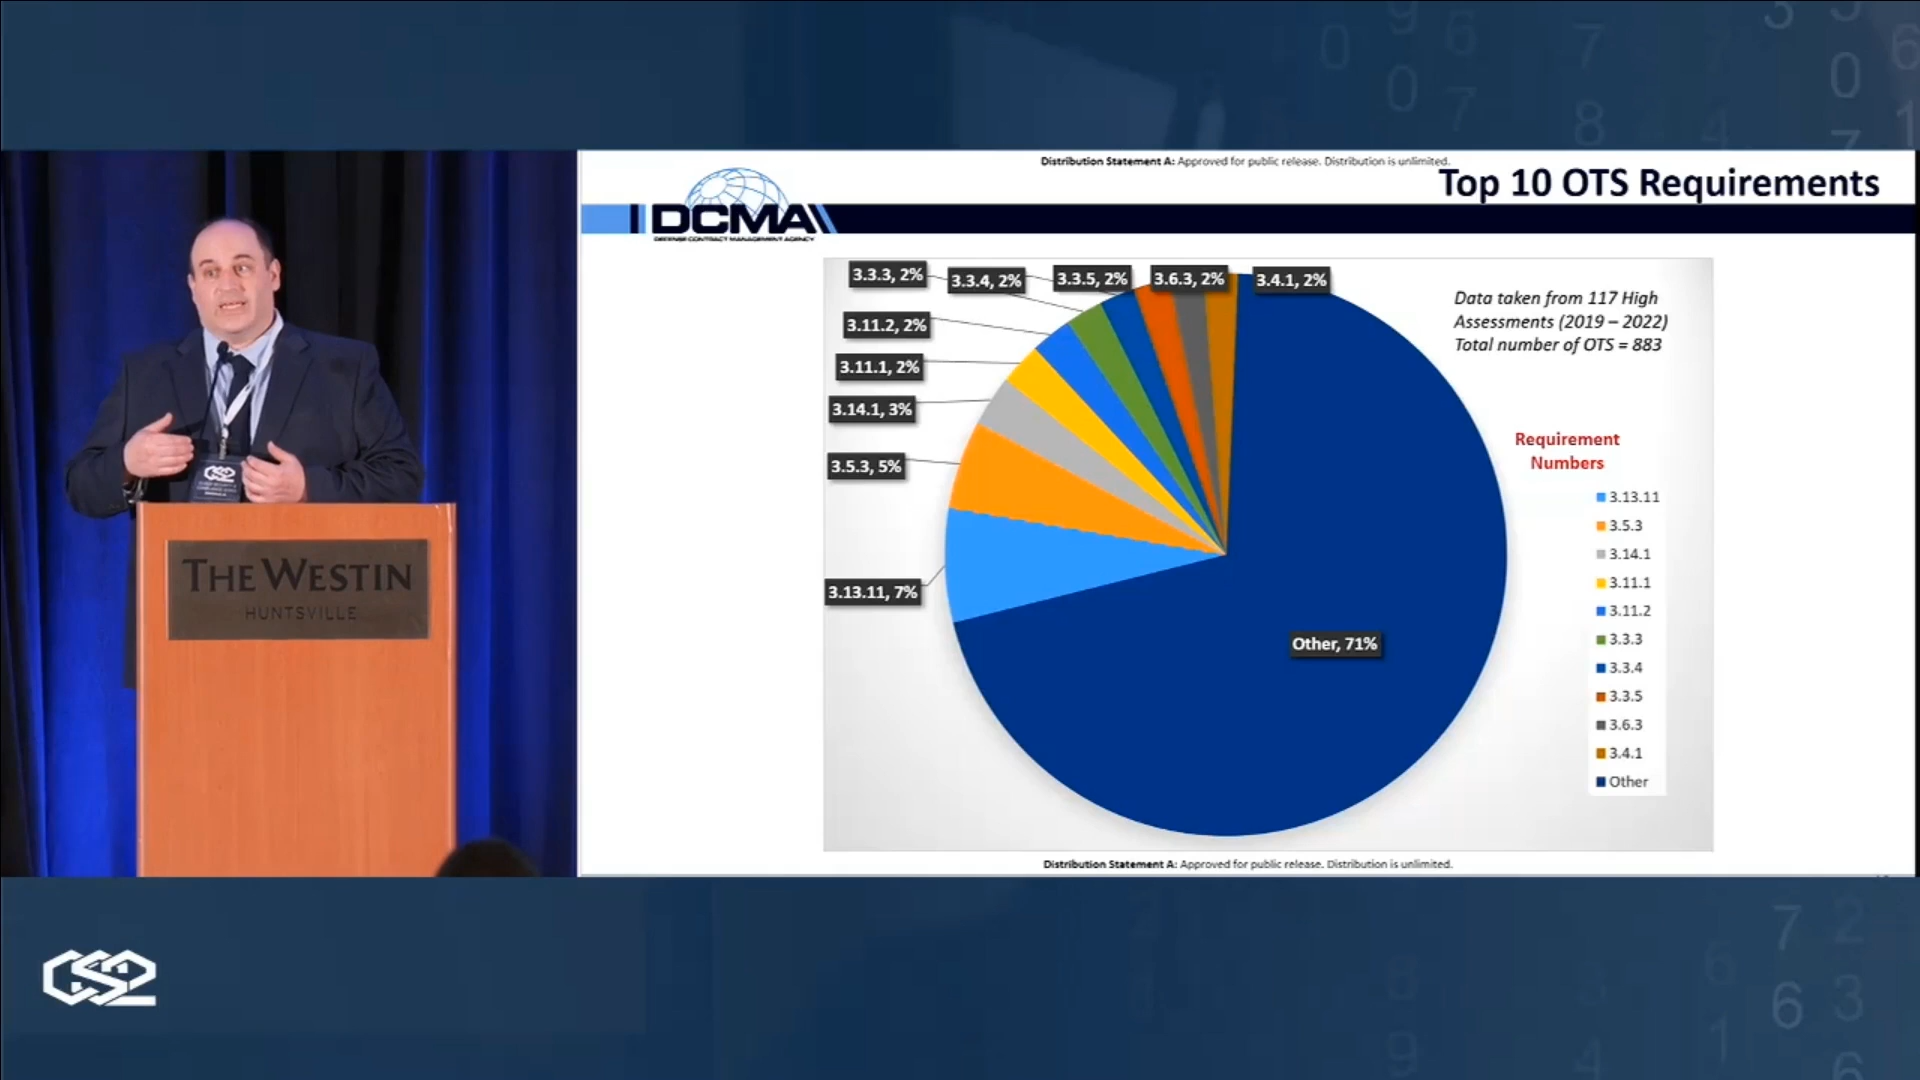 Distribution Statement A: Approved for public release. Distribution is unlimited.
Top 10 OTS Requirements
DCMA
DEFENSE CONTRACT MANAGEMENT AGENCY
3.3.3, 2%
3.3.4, 2%
3.3.5, 2%
3.6.3, 2%
3.4.1, 2%
3.11.2, 2%
3.11.1, 2%
3.14.1, 3%
3.5.3, 5%
3.13.11, 7%
Other, 71%
Data taken from 117 High
Assessments (2019 – 2022)
Total number of OTS = 883
Requirement
Numbers
3.13.11
3.5.3
3.14.1
3.11.1
3.11.2
3.3.3
3.3.4
3.3.5
3.6.3
3.4.1
Other
Distribution Statement A: Approved for public release. Distribution is unlimited.
CS2
THE WESTIN
HUNTSVILLE
CS2